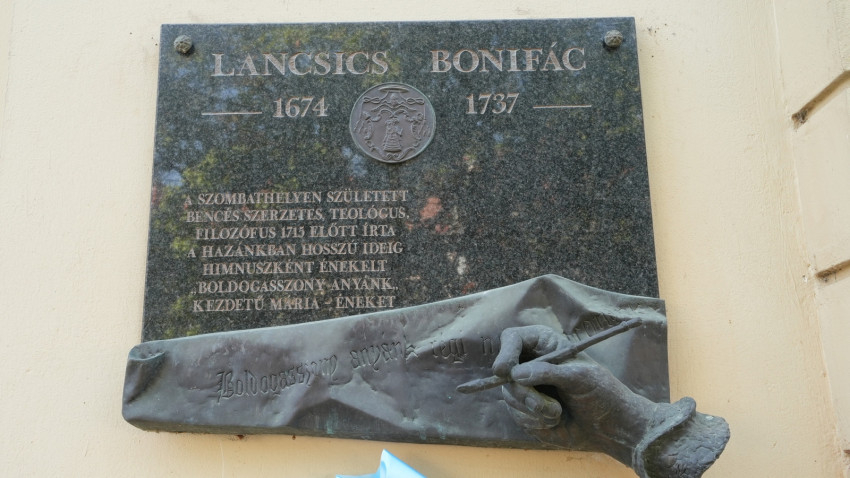 LANCSICS BONIFÁC
1674 1737
A SZOMBATHELYEN SZÜLETETT
BENCÉS SZERZETES, TEOLÓGUS,
FILOZÓFUS 1715 ELŐTT ÍRTA
A HAZÁNKBAN HOSSZÚ IDEIG
HIMNUSZKÉNT ÉNEKELT
„BOLDOGASSZONY ANYÁNK„
KEZDETŰ MÁRIA - ÉNEKET
Boldogasszony anyánk régi